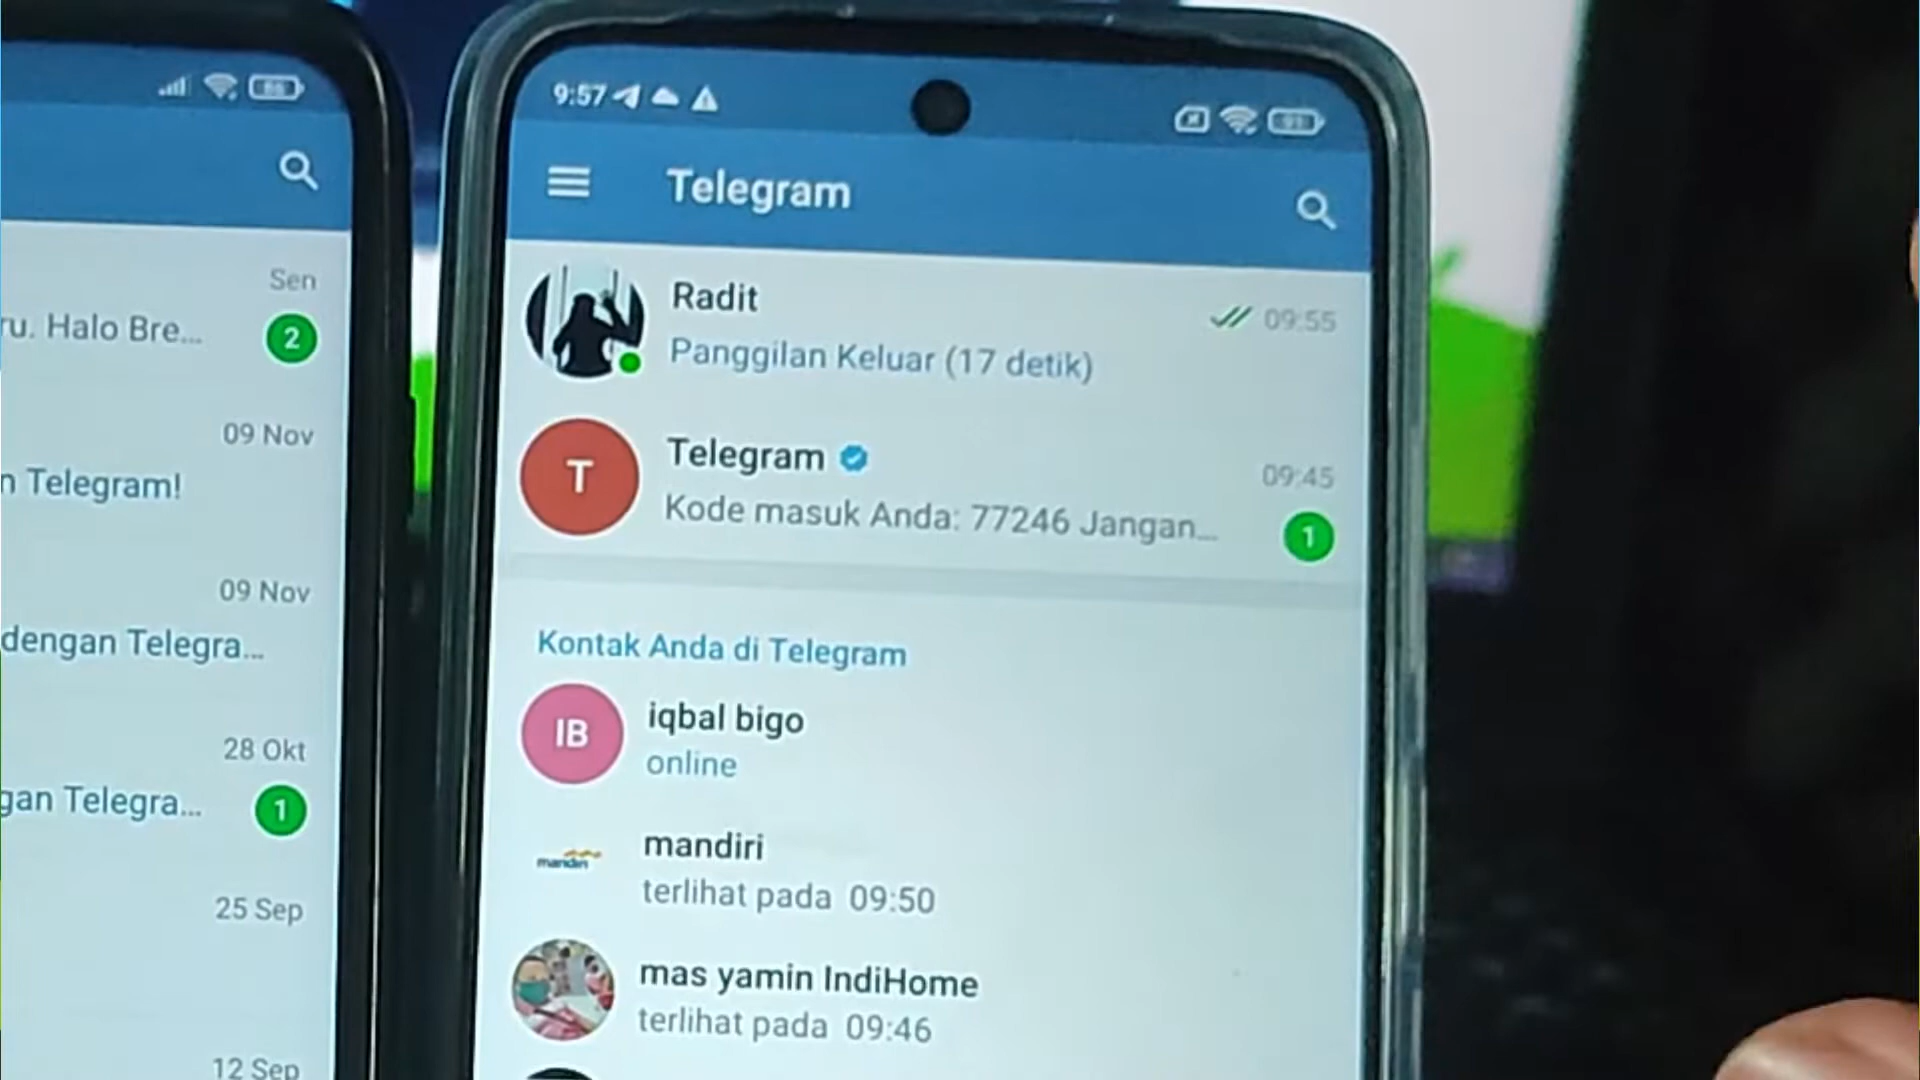 Sen
ru. Halo Bre...
2
09 Nov
n Telegram!
09 Nov
dengan Telegra...
28 Okt
gan Telegra...
1
25 Sep
12 Sep
9:57
Telegram
Radit
09:55
Panggilan Keluar (17 detik)
T
Telegram
09:45
Kode masuk Anda: 77246 Jangan...
1
Kontak Anda di Telegram
IB
iqbal bigo
online
mandiri
mandiri
terlihat pada 09:50
mas yamin IndiHome
terlihat pada 09:46